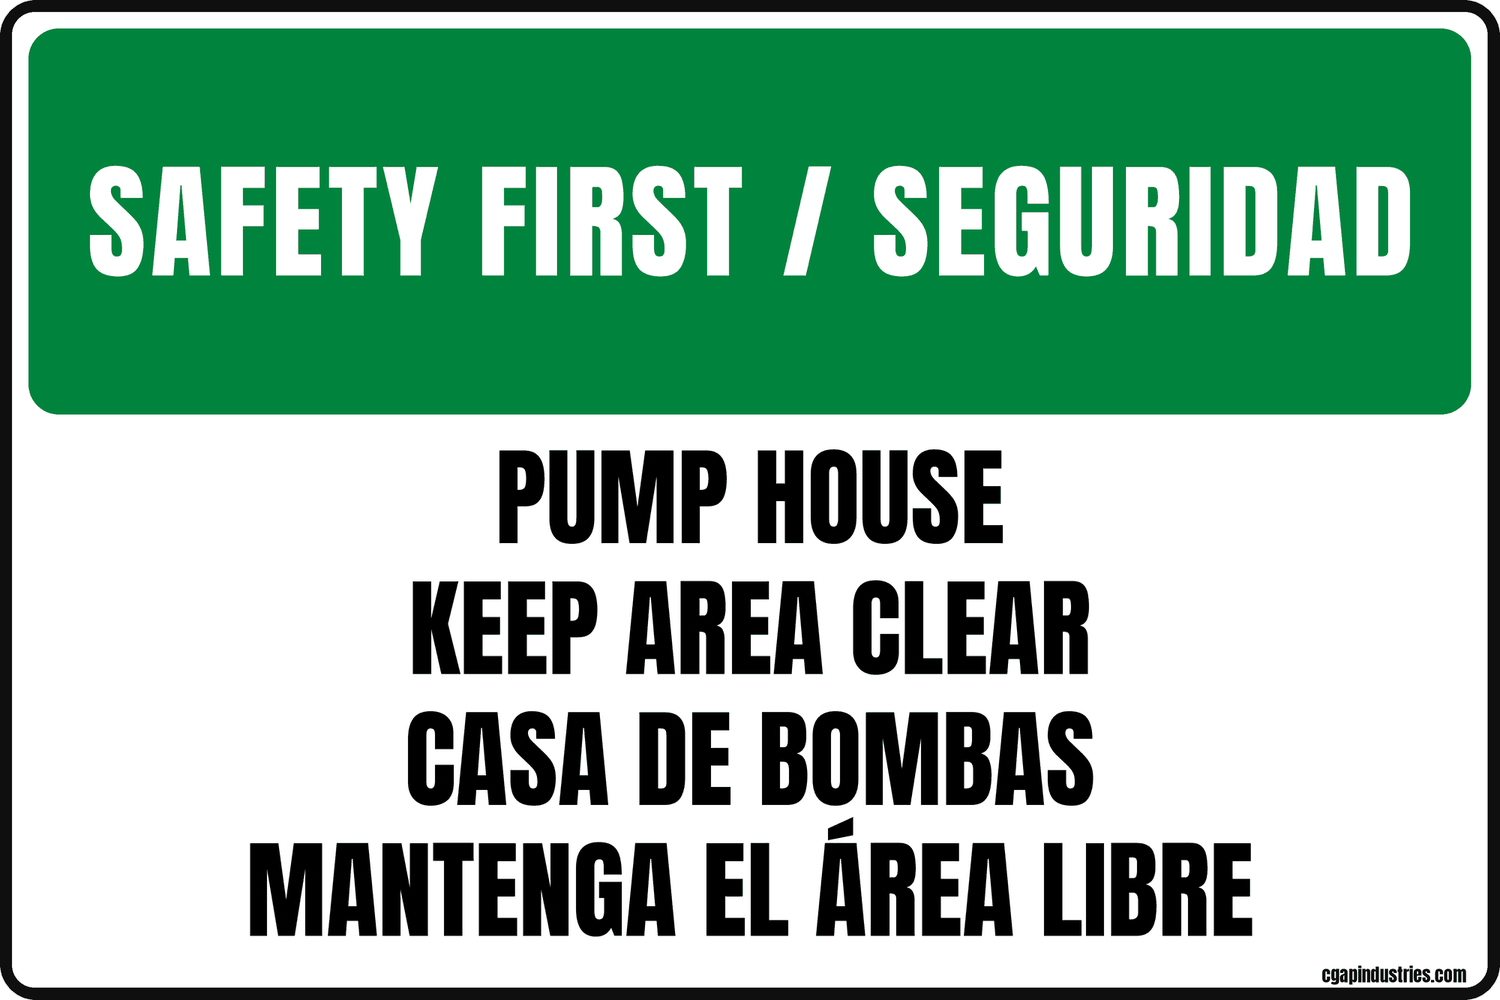 SAFETY FIRST / SEGURIDAD
PUMP HOUSE
KEEP AREA CLEAR
CASA DE BOMBAS
MANTENGA EL ÁREA LIBRE
cgapindustries.com